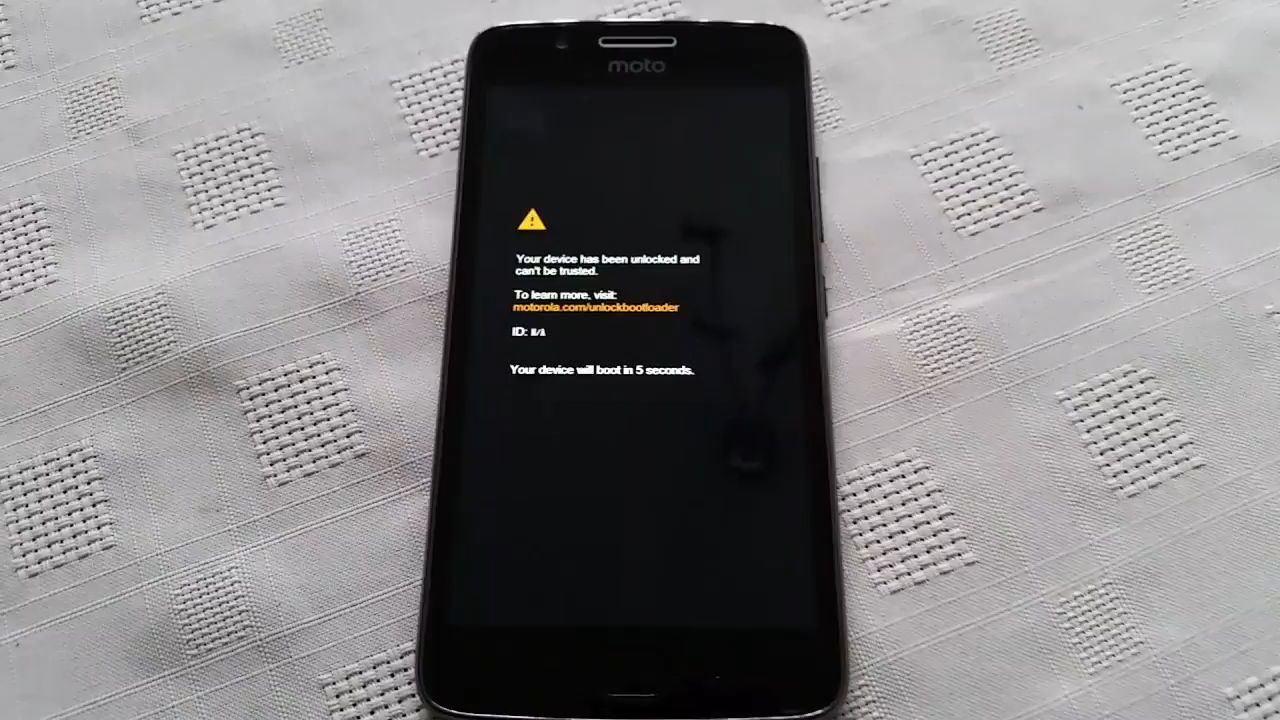 moto
Your device has been unlocked and
can't be trusted.
To learn more, visit:
motorola.com/unlockbootloader
ID: N/A
Your device will boot in 5 seconds.